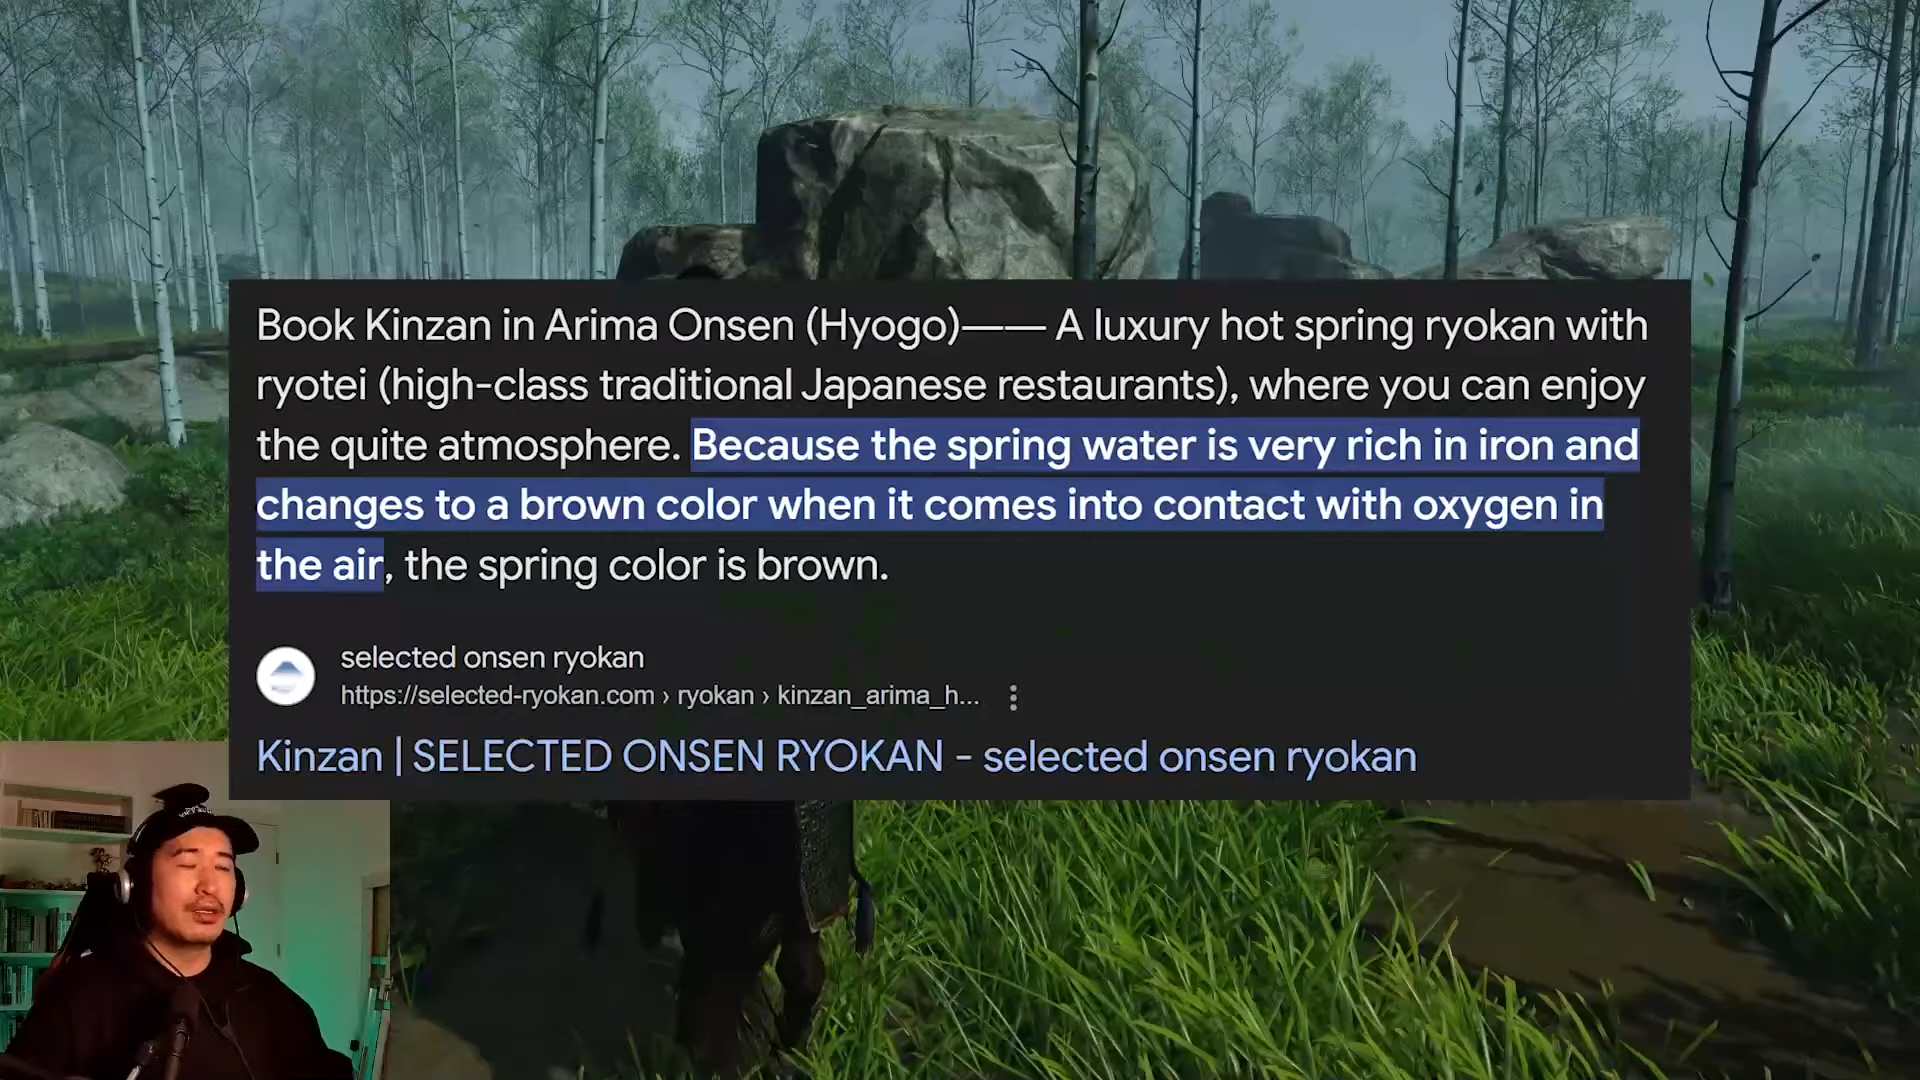 Book Kinzan in Arima Onsen (Hyogo)—— A luxury hot spring ryokan with
ryotei (high-class traditional Japanese restaurants), where you can enjoy
the quite atmosphere. Because the spring water is very rich in iron and
changes to a brown color when it comes into contact with oxygen in
the air, the spring color is brown.
selected onsen ryokan
https://selected-ryokan.com › ryokan › kinzan_arima_h...
Kinzan | SELECTED ONSEN RYOKAN - selected onsen ryokan